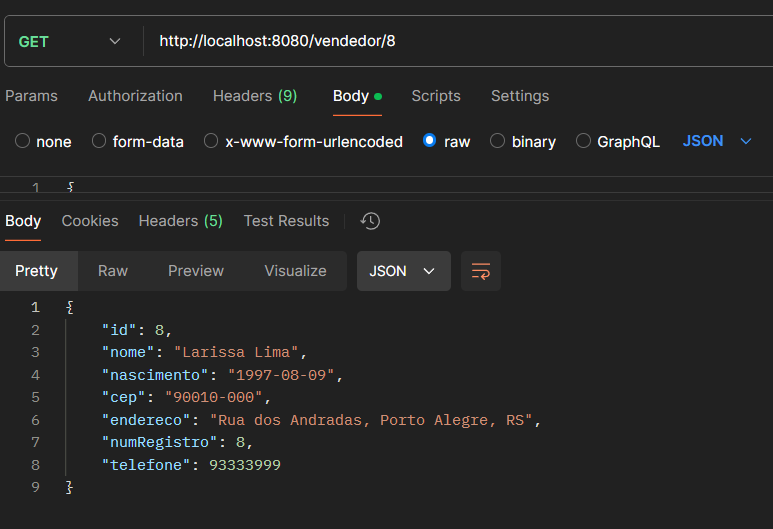 GET http://localhost:8080/vendedor/8
Params Authorization Headers (9) Body Scripts Settings
none form-data x-www-form-urlencoded raw binary GraphQL JSON
1 {
Body Cookies Headers (5) Test Results
Pretty Raw Preview Visualize JSON
1 {
2 "id": 8,
3 "nome": "Larissa Lima",
4 "nascimento": "1997-08-09",
5 "cep": "90010-000",
6 "endereco": "Rua dos Andradas, Porto Alegre, RS",
7 "numRegistro": 8,
8 "telefone": 93333999
9 }